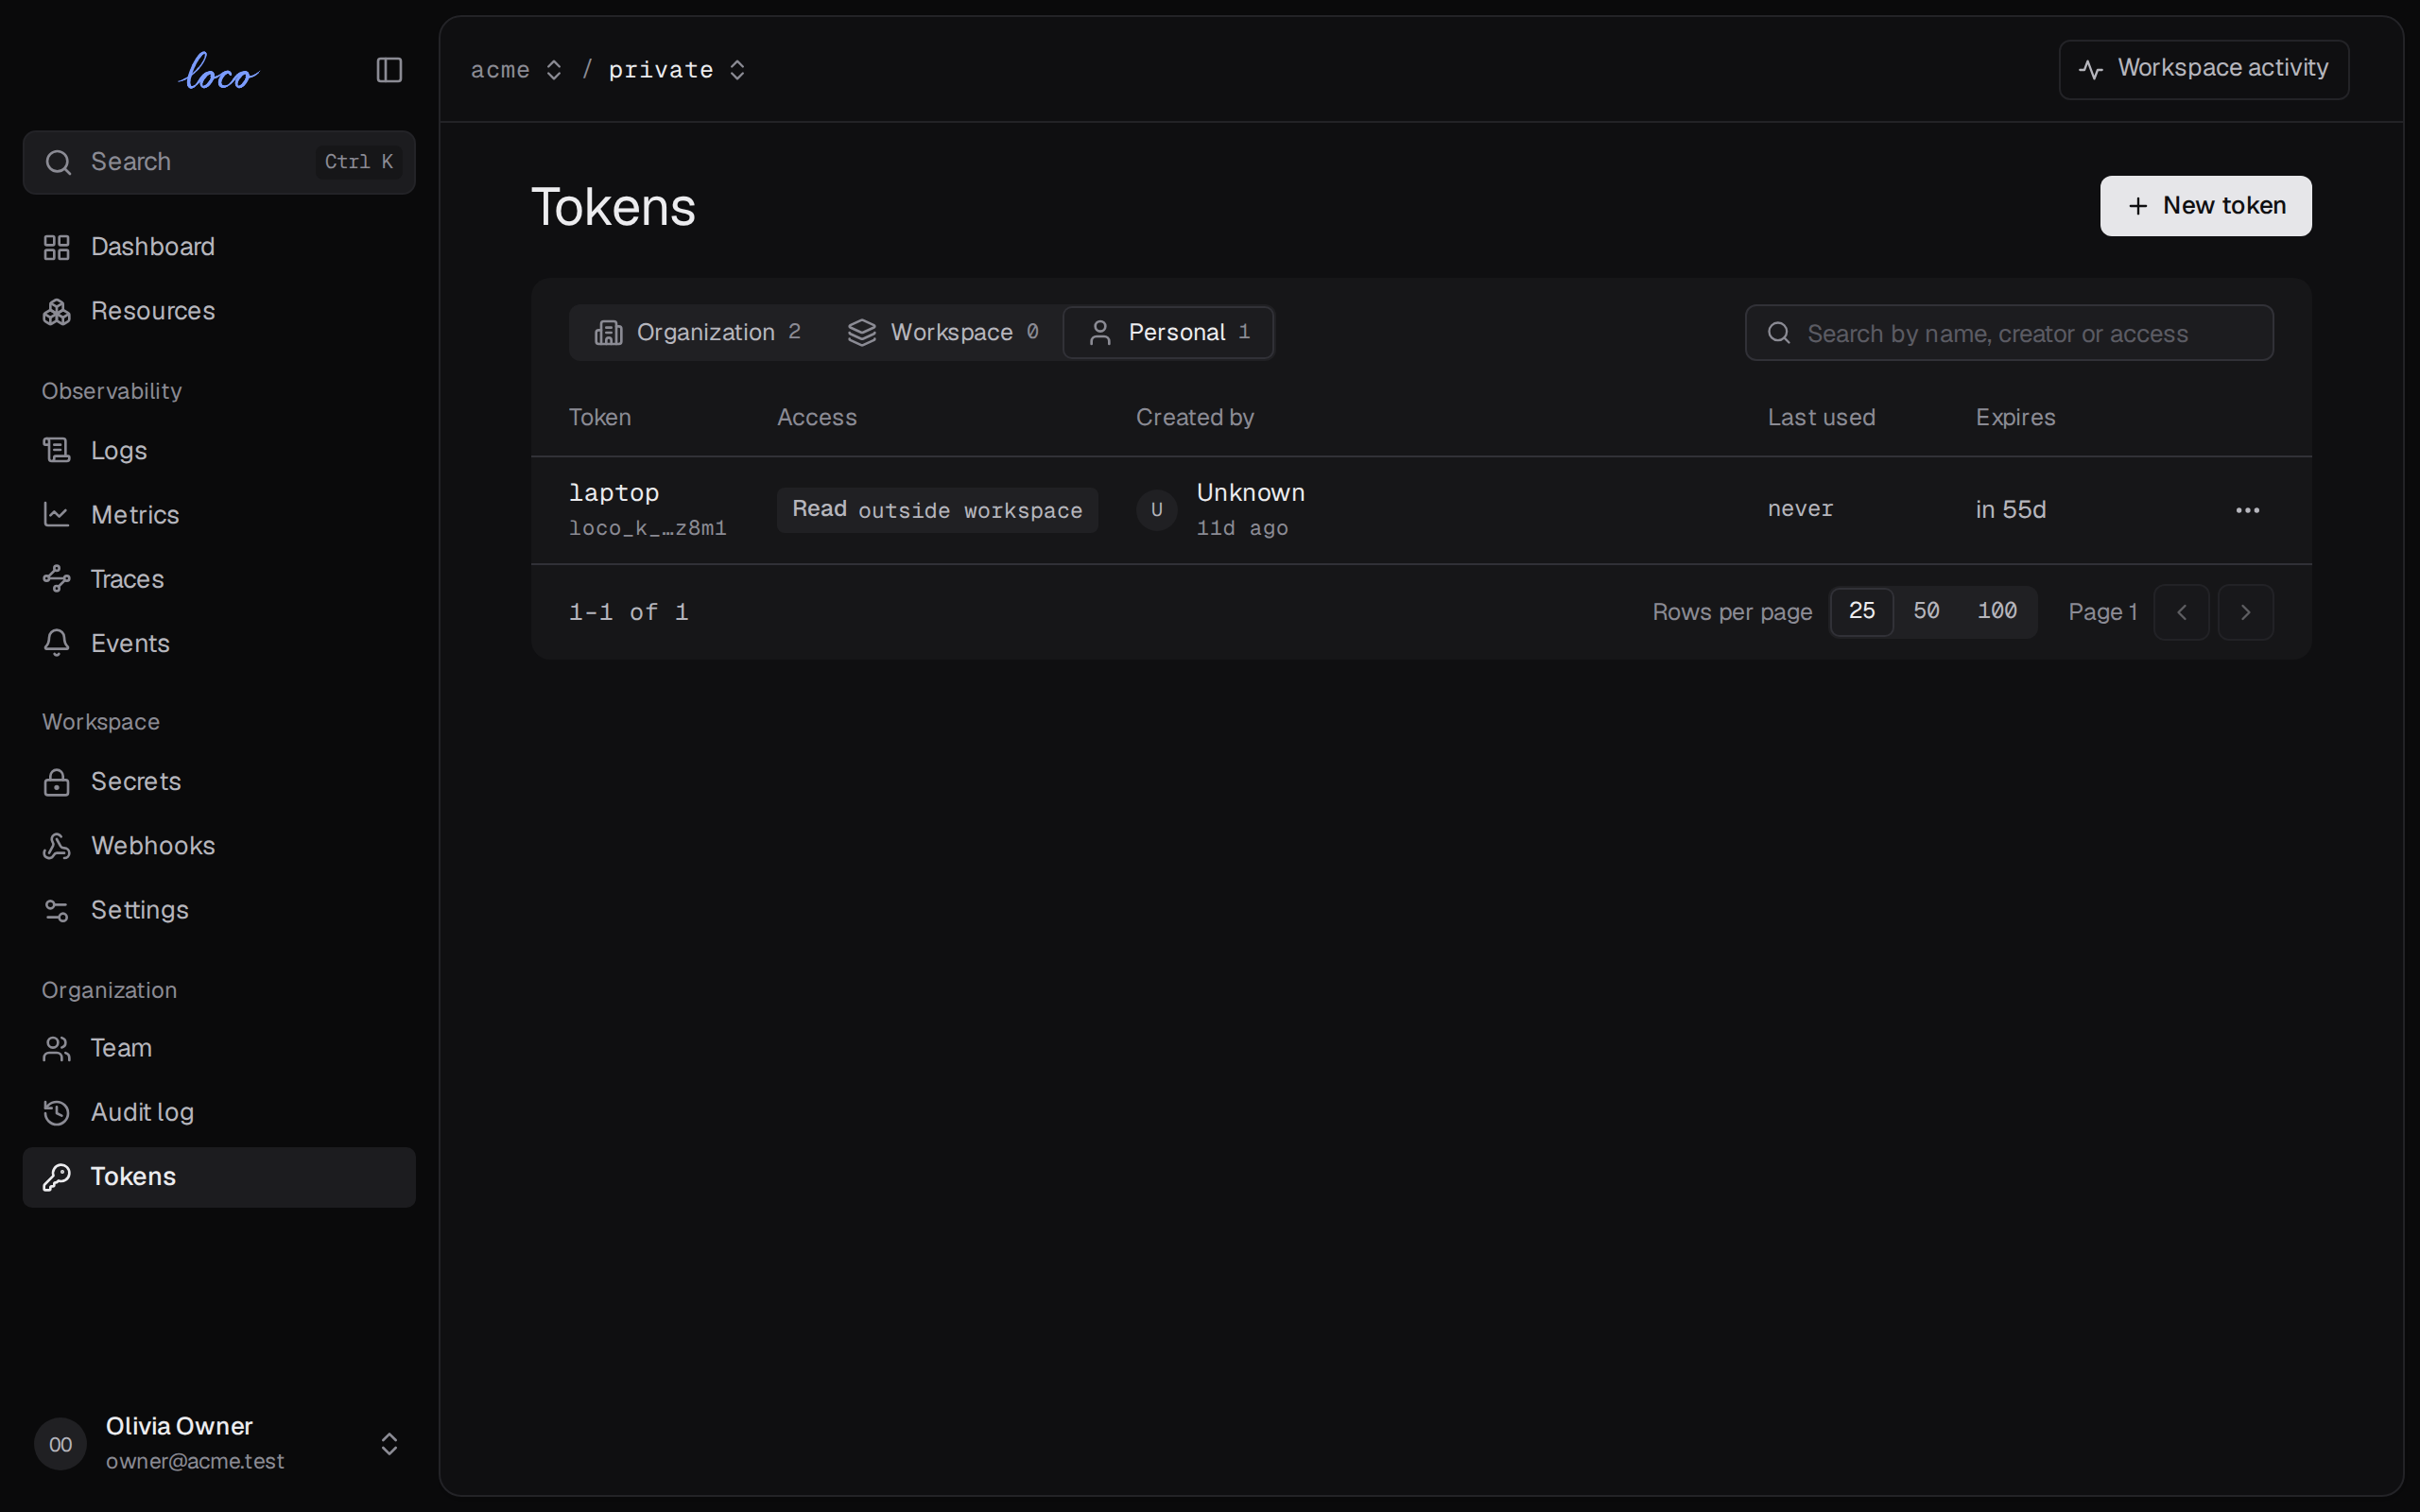 loco
Search Ctrl K
Dashboard
Resources
Observability
Logs
Metrics
Traces
Events
Workspace
Secrets
Webhooks
Settings
Organization
Team
Audit log
Tokens
OO Olivia Owner
owner@acme.test
acme / private
Workspace activity
Tokens
New token
Organization 2 Workspace 0 Personal 1
Search by name, creator or access
Token Access Created by Last used Expires
laptop Read outside workspace U Unknown never in 55d
loco_k_…z8m1 11d ago
1-1 of 1 Rows per page 25 50 100 Page 1